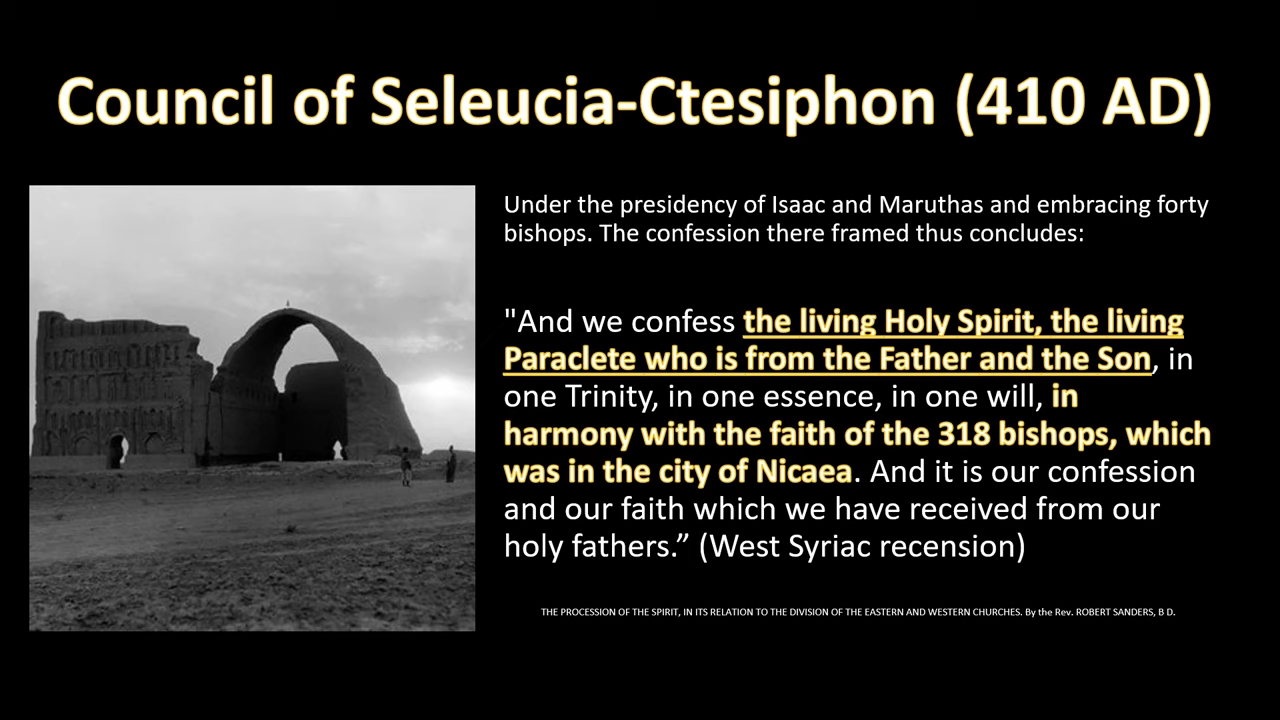 Council of Seleucia-Ctesiphon (410 AD)
Under the presidency of Isaac and Maruthas and embracing forty
bishops. The confession there framed thus concludes:
"And we confess the living Holy Spirit, the living
Paraclete who is from the Father and the Son, in
one Trinity, in one essence, in one will, in
harmony with the faith of the 318 bishops, which
was in the city of Nicaea. And it is our confession
and our faith which we have received from our
holy fathers.” (West Syriac recension)
THE PROCESSION OF THE SPIRIT, IN ITS RELATION TO THE DIVISION OF THE EASTERN AND WESTERN CHURCHES. By the Rev. ROBERT SANDERS, B D.